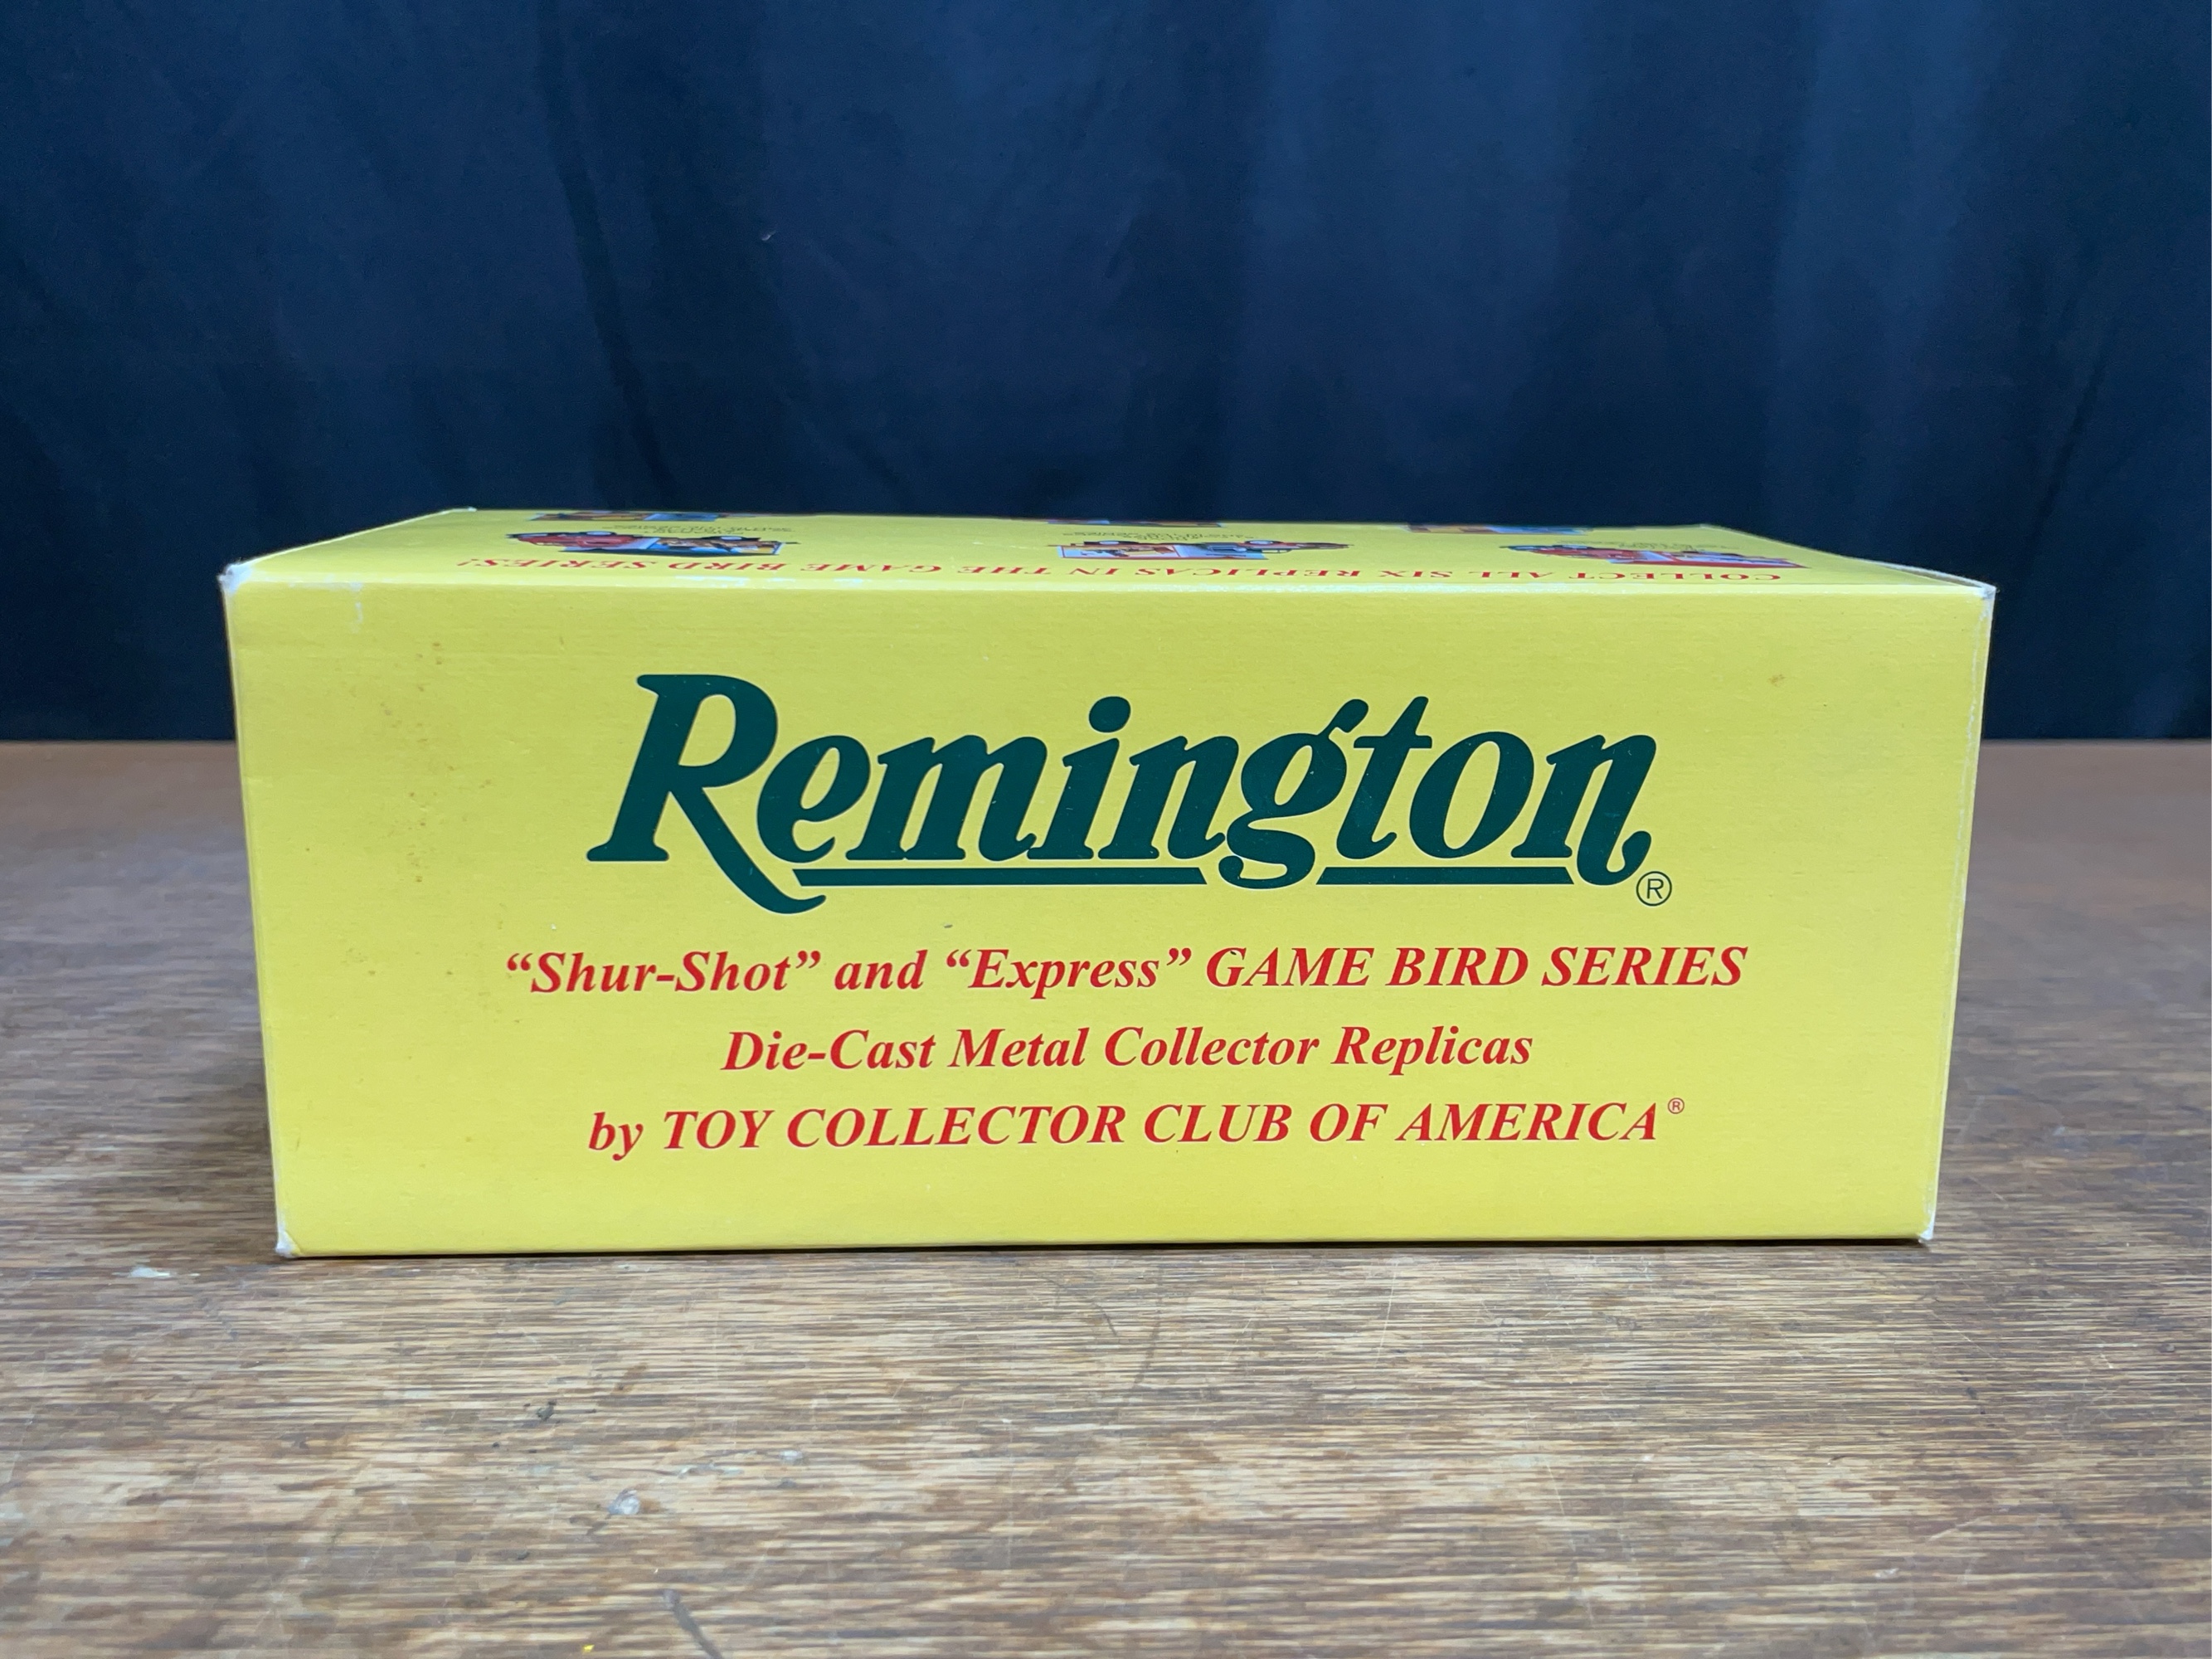 COLLECT ALL SIX REPLICAS IN THE GAME BIRD SERIES!
Remington®
“Shur-Shot” and “Express” GAME BIRD SERIES
Die-Cast Metal Collector Replicas
by TOY COLLECTOR CLUB OF AMERICA®